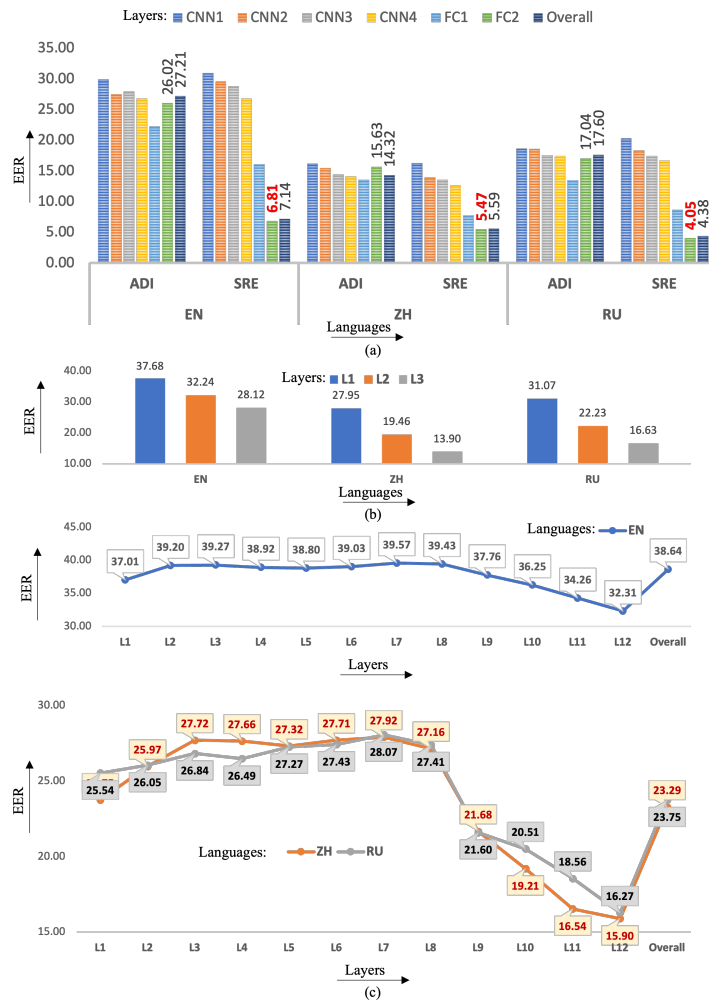 Layers: CNN1 CNN2 CNN3 CNN4 FC1 FC2 Overall
35.00
30.00
25.00
20.00
15.00
10.00
5.00
0.00
EER
26.02
27.21
6.81
7.14
15.63
14.32
5.47
5.59
17.04
17.60
4.05
4.38
ADI SRE ADI SRE ADI SRE
EN ZH RU
Languages
(a)
Layers: L1 L2 L3
40.00
30.00
20.00
10.00
EER
37.68 32.24 28.12 27.95 19.46 13.90 31.07 22.23 16.63
EN ZH RU
Languages
(b)
Languages: EN
45.00
40.00
35.00
30.00
EER
37.01 39.20 39.27 38.92 38.80 39.03 39.57 39.43 37.76 36.25 34.26 32.31 38.64
L1 L2 L3 L4 L5 L6 L7 L8 L9 L10 L11 L12 Overall
Layers
30.00
25.00
20.00
15.00
EER
25.97 27.72 27.66 27.32 27.71 27.92 27.16 21.68 19.21 16.54 15.90 23.29
25.54 26.05 26.84 26.49 27.27 27.43 28.07 27.41 21.60 20.51 18.56 16.27 23.75
Languages: ZH RU
L1 L2 L3 L4 L5 L6 L7 L8 L9 L10 L11 L12 Overall
Layers
(c)